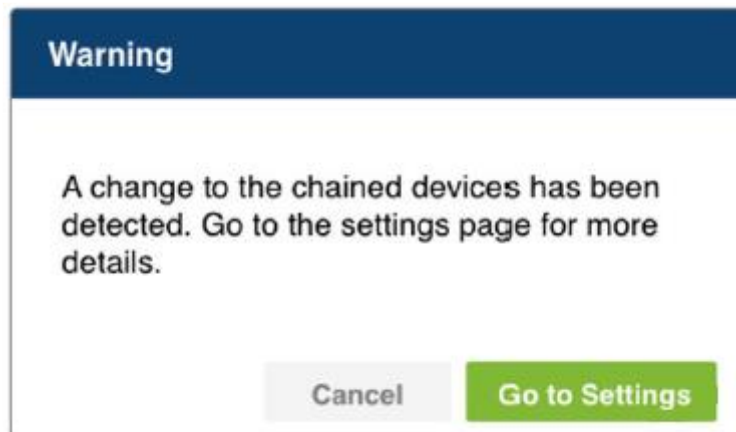 Warning
A change to the chained devices has been
detected. Go to the settings page for more
details.
Cancel
Go to Settings